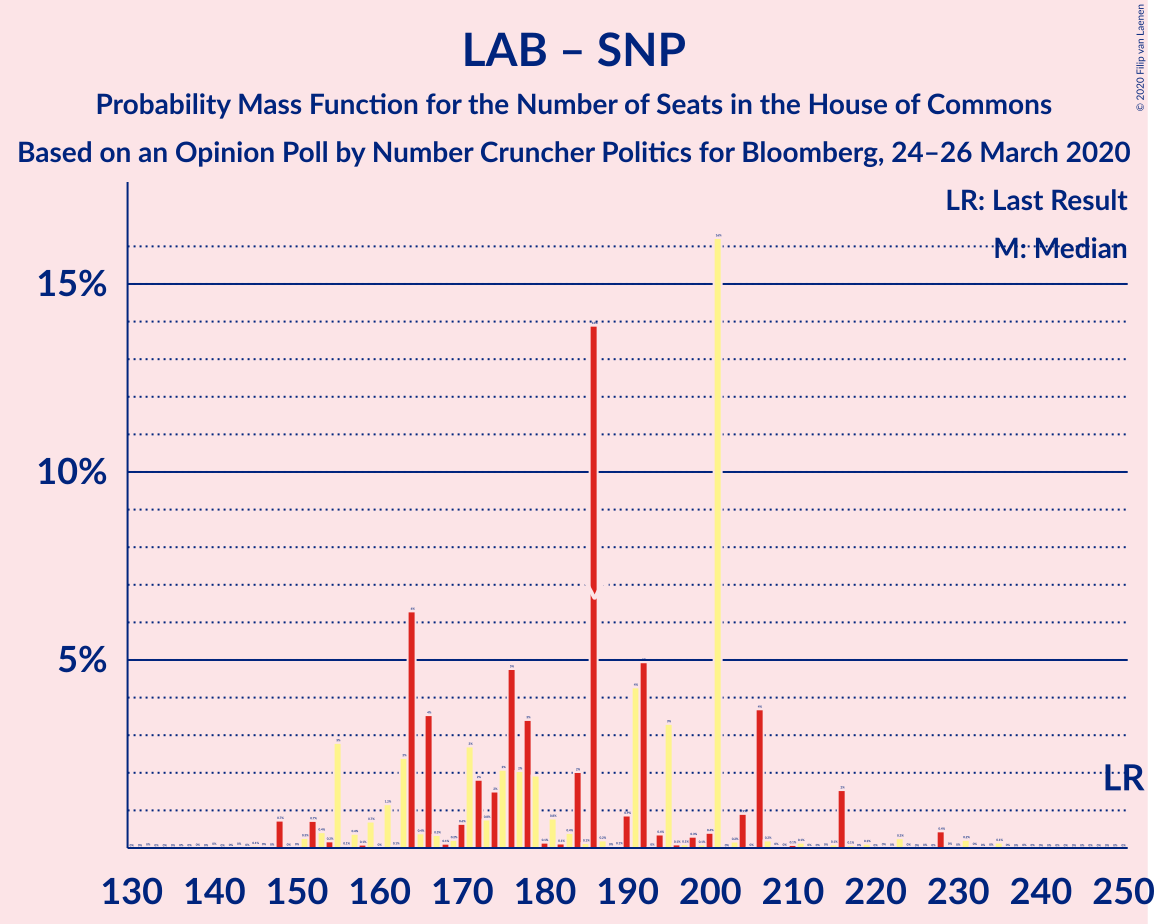 © 2020 Filip van Laenen
LAB – SNP
Probability Mass Function for the Number of Seats in the House of Commons
Based on an Opinion Poll by Number Cruncher Politics for Bloomberg, 24–26 March 2020
LR: Last Result
M: Median
15%
10%
5%
LR
130 140 150 160 170 180 190 200 210 220 230 240 250